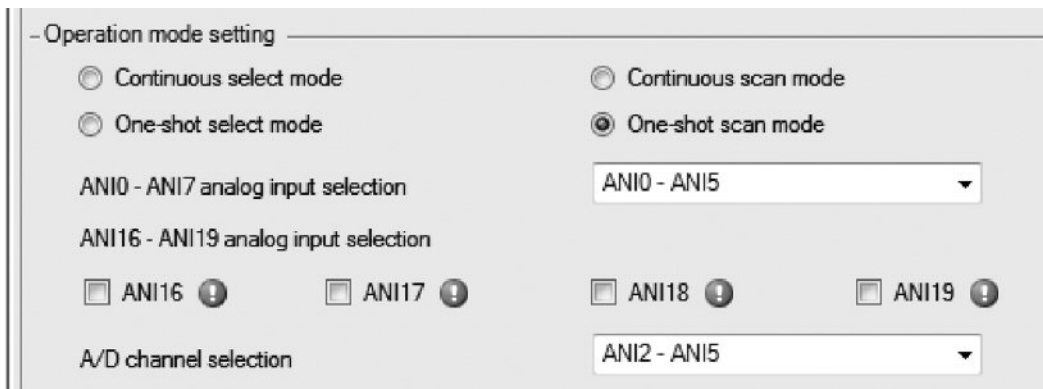 Operation mode setting
Continuous select mode Continuous scan mode
One-shot select mode One-shot scan mode
ANI0 - ANI7 analog input selection ANI0 - ANI5
ANI16 - ANI19 analog input selection
ANI16 ANI17 ANI18 ANI19
A/D channel selection ANI2 - ANI5